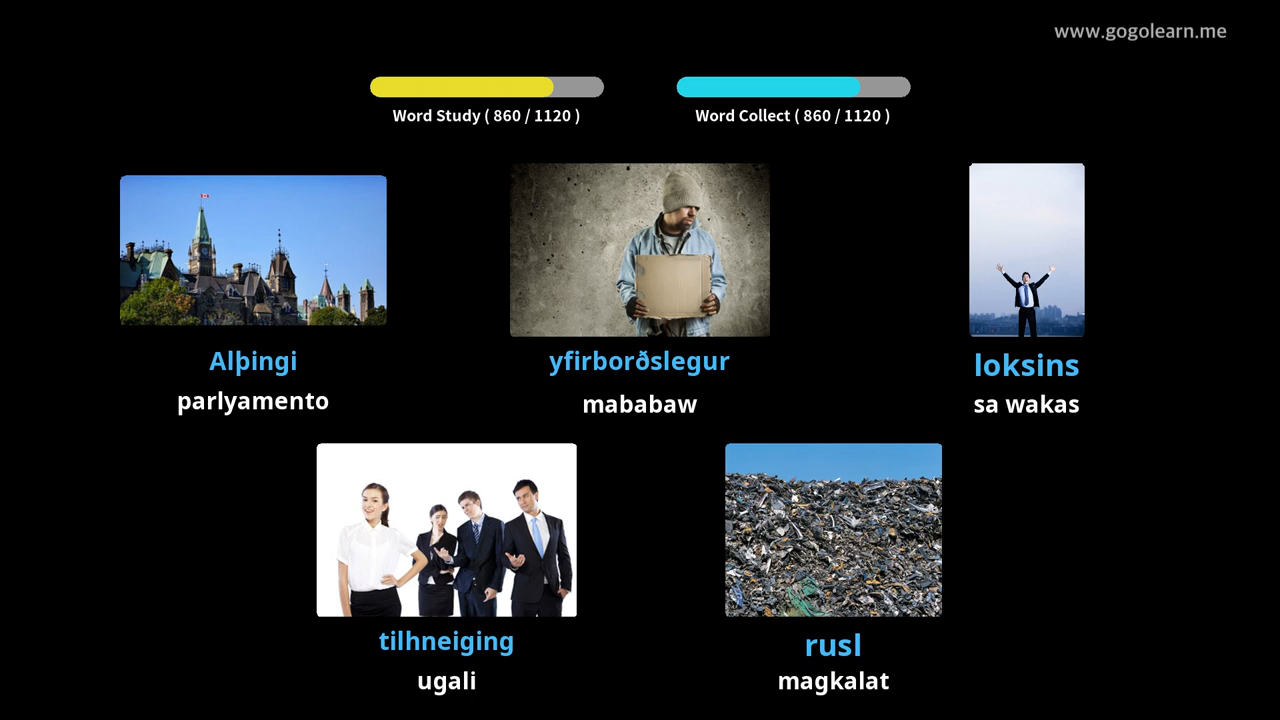 www.gogolearn.me
Word Study ( 860 / 1120 )
Word Collect ( 860 / 1120 )
Alþingi
parlyamento
yfirborðslegur
mababaw
loksins
sa wakas
tilhneiging
ugali
rusl
magkalat